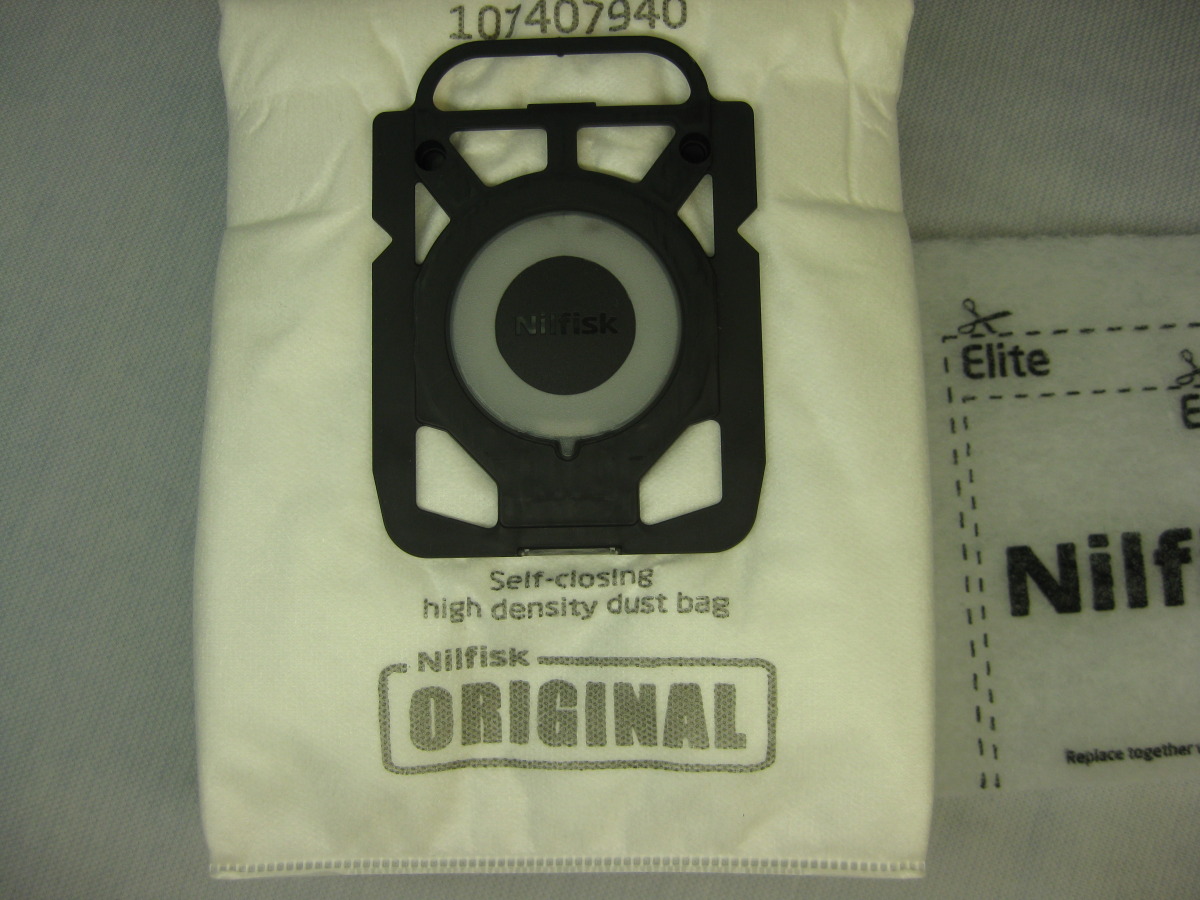 107407940
Nilfisk
Self-closing
high density dust bag
Nilfisk
ORIGINAL
Elite
E
Nilf
Replace together